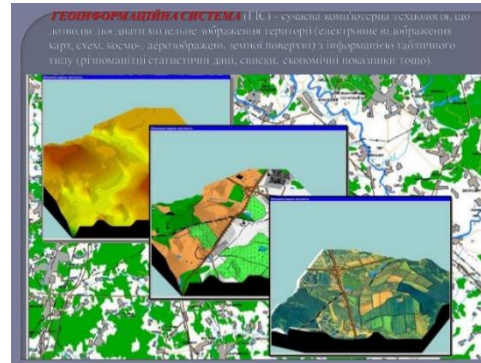 ГЕОІНФОРМАЦІЙНА СИСТЕМА (ГІС) - сучасна комп'ютерна технологія, що
дозволяє поєднати модельне зображення території (електронне відображення
карт, схем, космо-, аерозображень земної поверхні) з інформацією табличного
типу (різноманітні статистичні дані, списки, економічні показники тощо).